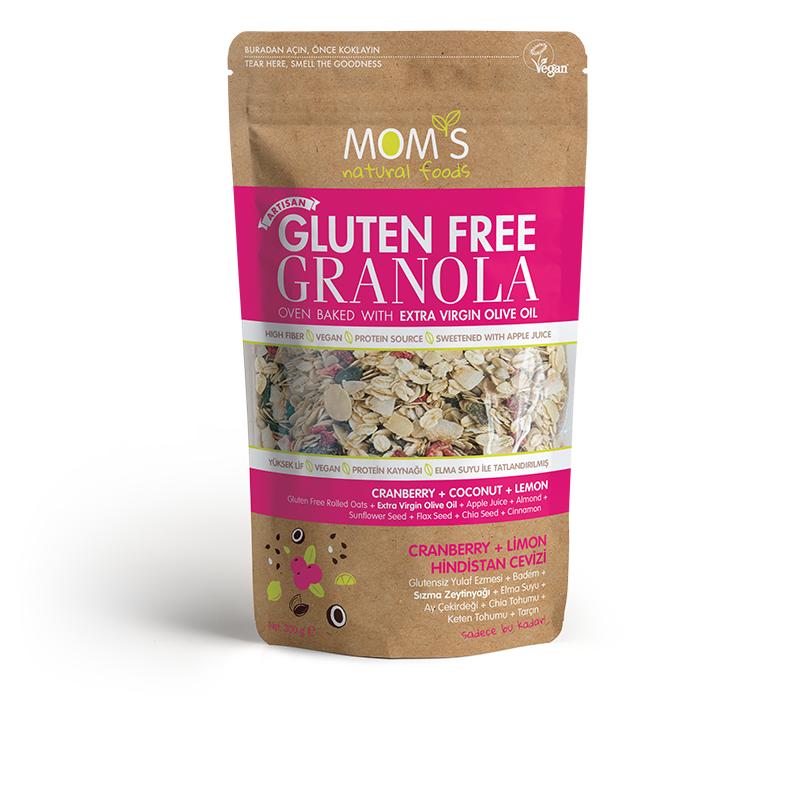 BURADAN AÇIN, ÖNCE KOKLAYIN
TEAR HERE, SMELL THE GOODNESS
Vegan
MOM'S
natural foods
ARTISAN
GLUTEN FREE
GRANOLA
OVEN BAKED WITH EXTRA VIRGIN OLIVE OIL
HIGH FIBER VEGAN PROTEIN SOURCE SWEETENED WITH APPLE JUICE
YÜKSEK LİF VEGAN PROTEİN KAYNAĞI ELMA SUYU İLE TATLANDIRILMIŞ
CRANBERRY + COCONUT + LEMON
Gluten Free Rolled Oats + Extra Virgin Olive Oil + Apple Juice + Almond +
Sunflower Seed + Flax Seed + Chia Seed + Cinnamon
CRANBERRY + LİMON
HİNDİSTAN CEVİZİ
Glutensiz Yulaf Ezmesi + Badem +
Sızma Zeytinyağı + Elma Suyu +
Ay Çekirdeği + Chia Tohumu +
Keten Tohumu + Tarçın
sadece bu kadar!
Net: 300 g e